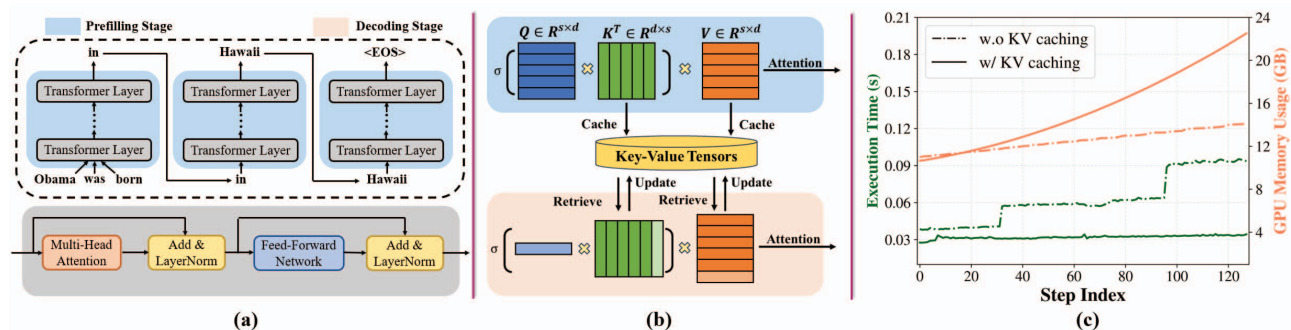 Prefilling Stage
Decoding Stage
in
Hawaii
<EOS>
Transformer Layer
Transformer Layer
Transformer Layer
Transformer Layer
Transformer Layer
Transformer Layer
Obama was born
in
Hawaii
Multi-Head
Attention
Add &
LayerNorm
Feed-Forward
Network
Add &
LayerNorm
(a)
Q ∈ R^{s×d}
K^T ∈ R^{d×s}
V ∈ R^{s×d}
σ
Attention
Cache
Cache
Key-Value Tensors
Update
Update
Retrieve
Retrieve
σ
Attention
(b)
Execution Time (s)
0.21
0.18
0.15
0.12
0.09
0.06
0.03
w.o KV caching
w/ KV caching
24
20
16
12
8
4
GPU Memory Usage (GB)
0 20 40 60 80 100 120
Step Index
(c)